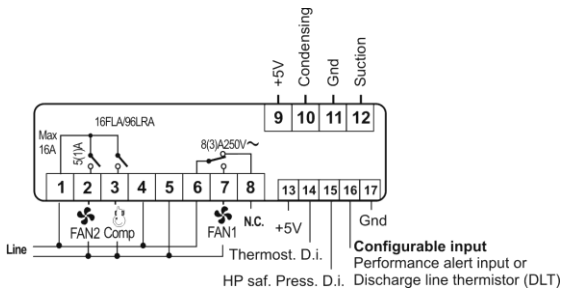 +5V
Condensing
Gnd
Suction
9 10 11 12
16FLA/96LRA
Max
16A
5(1)A
8(3)A250V~
1 2 3 4 5 6 7 8
13 14 15 16 17
FAN2 Comp
FAN1
N.C.
+5V
Gnd
Line
Thermost. D.i.
HP saf. Press. D.i.
Configurable input
Performance alert input or
Discharge line thermistor (DLT)